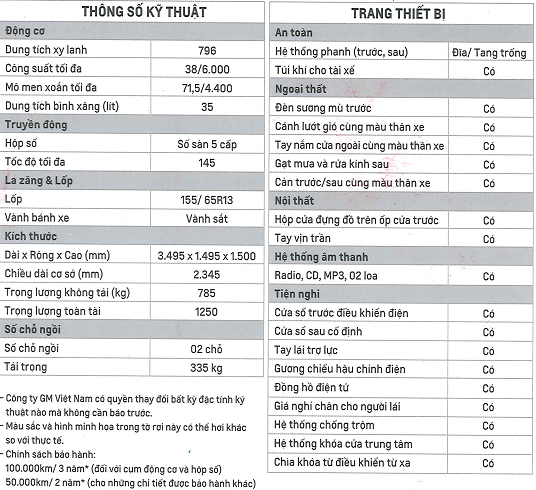 THÔNG SỐ KỸ THUẬT
Động cơ
Dung tích xy lanh 796
Công suất tối đa 38/6.000
Mô men xoắn tối đa 71,5/4.400
Dung tích bình xăng (lít) 35
Truyền động
Hộp số Số sàn 5 cấp
Tốc độ tối đa 145
La zăng & Lốp
Lốp 155/ 65R13
Vành bánh xe Vành sắt
Kích thước
Dài x Rộng x Cao (mm) 3.495 x 1.495 x 1.500
Chiều dài cơ sở (mm) 2.345
Trọng lượng không tải (kg) 785
Trọng lượng toàn tải 1250
Số chỗ ngồi
Số chỗ ngồi 02 chỗ
Tải trọng 335 kg
- Công ty GM Việt Nam có quyền thay đổi bất kỳ đặc tính kỹ
thuật nào mà không cần báo trước.
- Màu sắc và hình minh họa trong tờ rơi này có thể hơi khác
so với thực tế.
- Chính sách bảo hành:
100.000km/ 3 năm* (đối với cụm động cơ và hộp số)
50.000km/ 2 năm* (cho những chi tiết được bảo hành khác)
TRANG THIẾT BỊ
An toàn
Hệ thống phanh (trước, sau) Đĩa/ Tang trống
Túi khí cho tài xế Có
Ngoại thất
Đèn sương mù trước Có
Cánh lướt gió cùng màu thân xe Có
Tay nắm cửa ngoài cùng màu thân xe Có
Gạt mưa và rửa kính sau Có
Cản trước/sau cùng màu thân xe Có
Nội thất
Hộp cửa đựng đồ trên ốp cửa trước Có
Tay vịn trần Có
Hệ thống âm thanh
Radio, CD, MP3, 02 loa Có
Tiện nghi
Cửa sổ trước điều khiển điện Có
Cửa sổ sau cố định Có
Tay lái trợ lực Có
Gương chiếu hậu chỉnh điện Có
Đồng hồ điện tử Có
Giá nghỉ chân cho người lái Có
Hệ thống chống trộm Có
Hệ thống khóa cửa trung tâm Có
Chìa khóa từ điều khiển từ xa Có